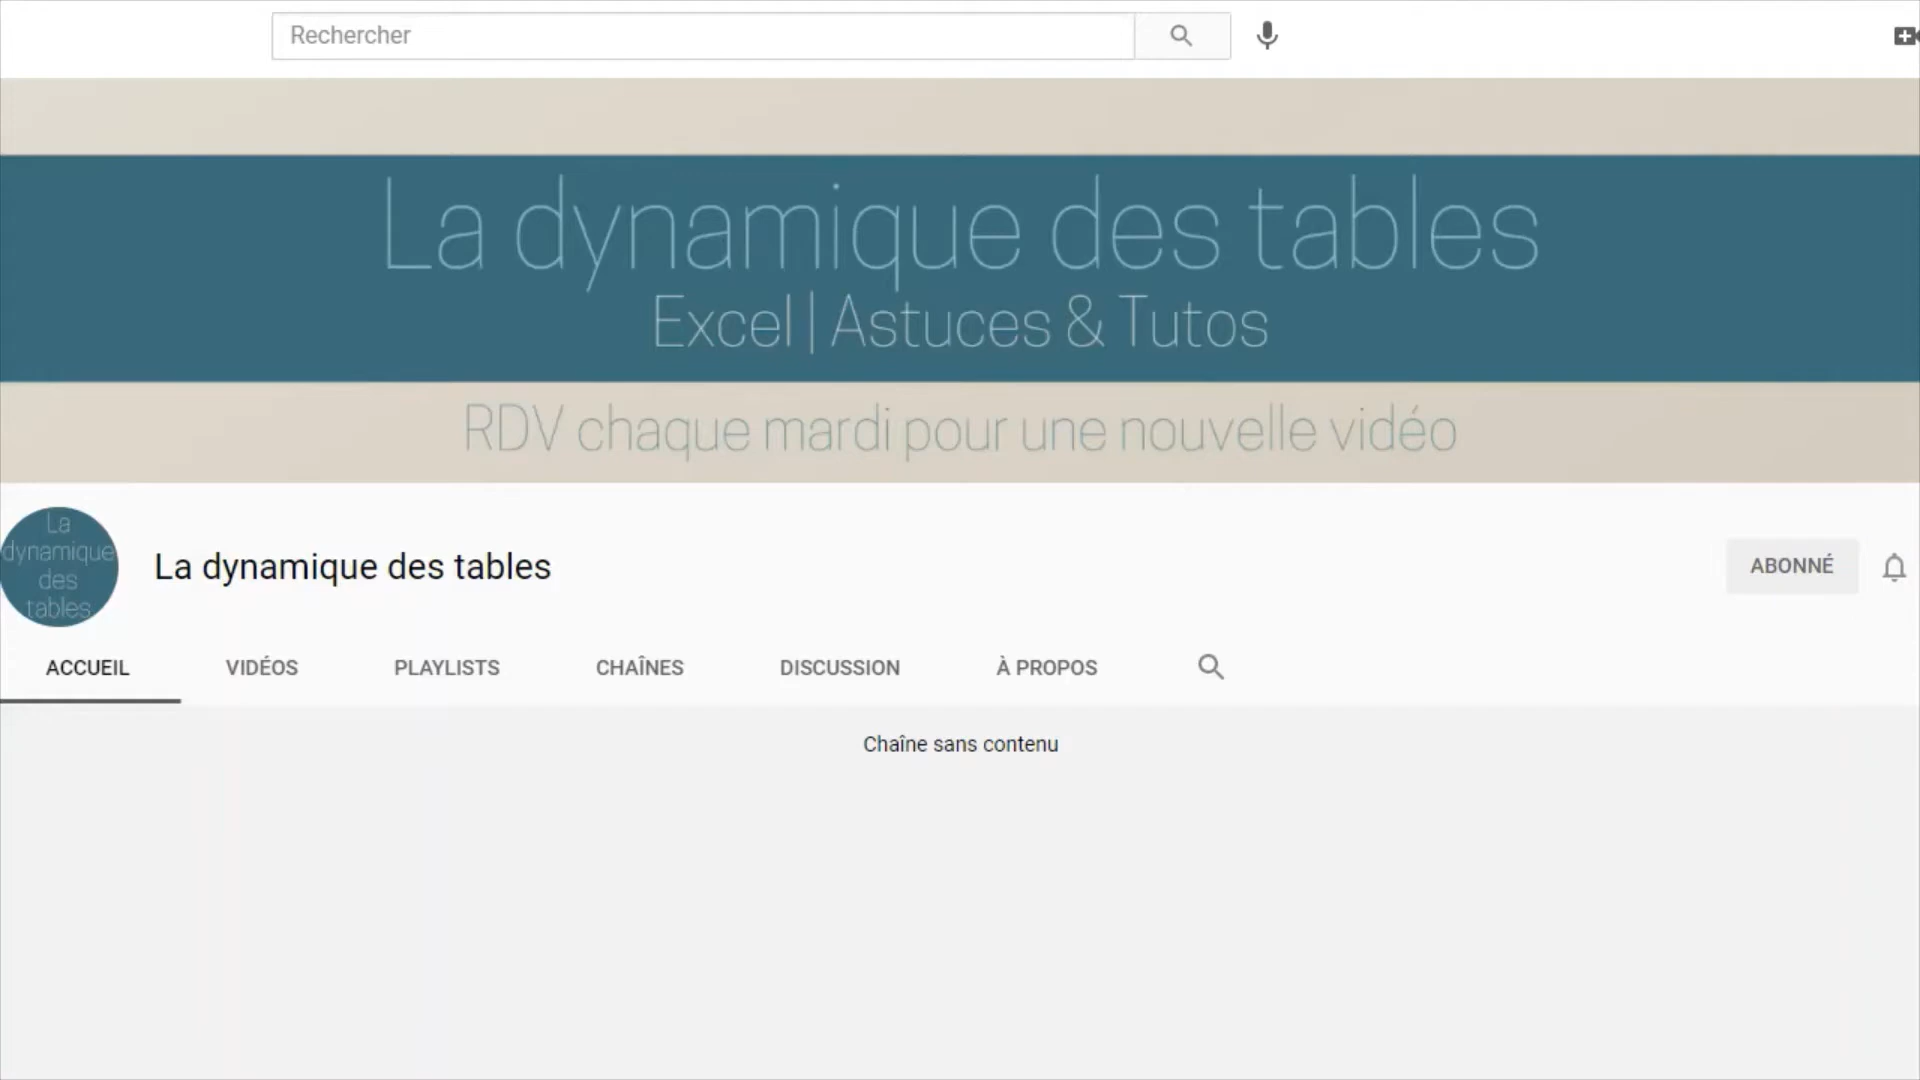 Rechercher
La dynamique des tables
Excel | Astuces & Tutos
RDV chaque mardi pour une nouvelle vidéo
La
dynamique
des
tables
La dynamique des tables
ABONNÉ
ACCUEIL
VIDÉOS
PLAYLISTS
CHAÎNES
DISCUSSION
À PROPOS
Chaîne sans contenu